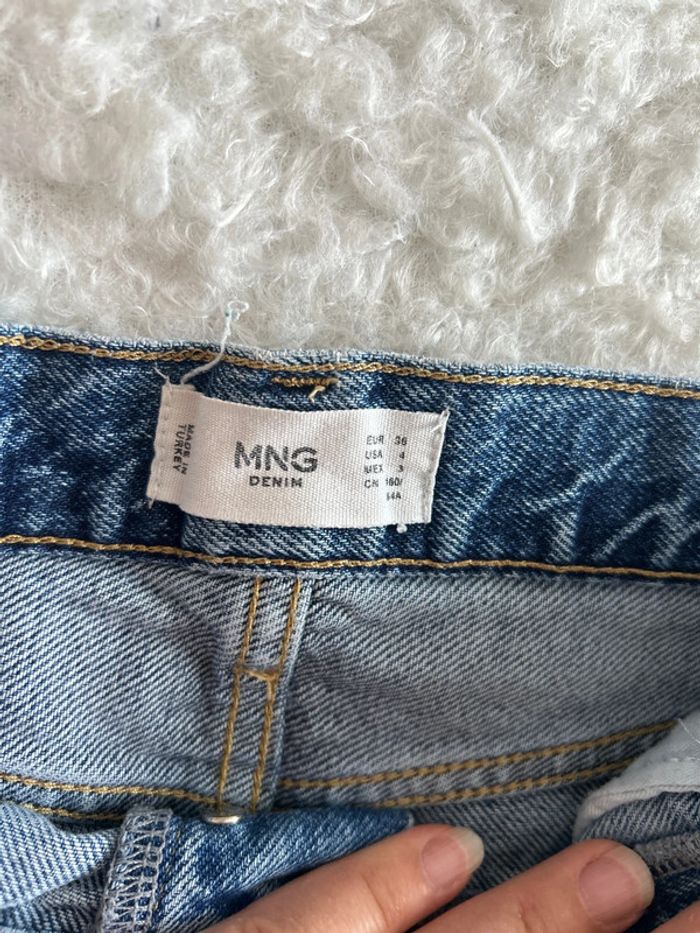 MADE IN
TURKEY
MNG
DENIM
EUR 36
USA 4
MEX 3
CN 160/
64A